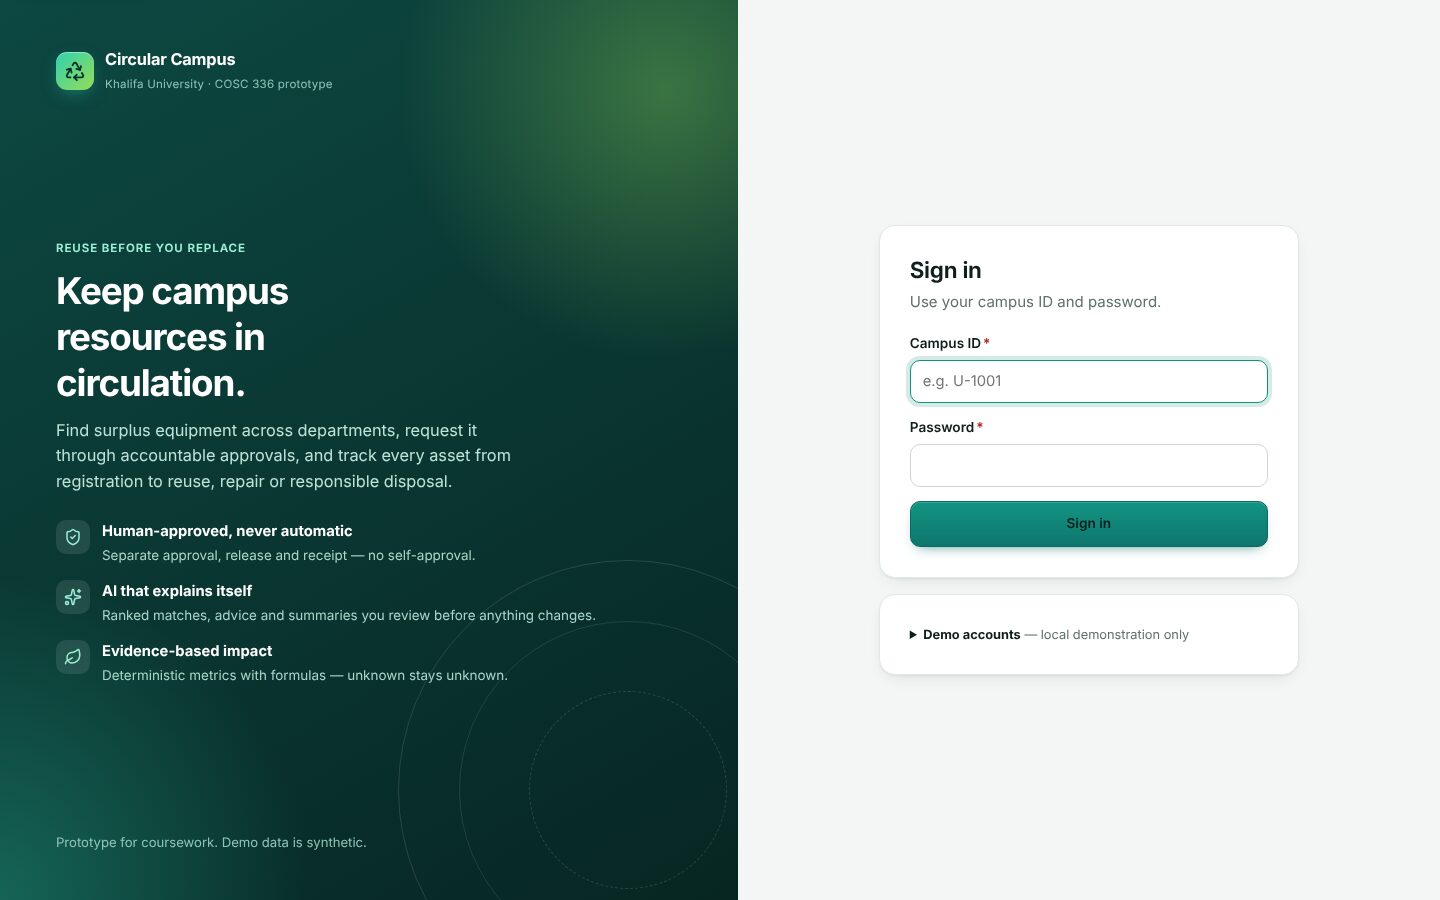 Circular Campus
Khalifa University · COSC 336 prototype
REUSE BEFORE YOU REPLACE
Keep campus
resources in
circulation.
Find surplus equipment across departments, request it
through accountable approvals, and track every asset from
registration to reuse, repair or responsible disposal.
Human-approved, never automatic
Separate approval, release and receipt — no self-approval.
AI that explains itself
Ranked matches, advice and summaries you review before anything changes.
Evidence-based impact
Deterministic metrics with formulas — unknown stays unknown.
Prototype for coursework. Demo data is synthetic.
Sign in
Use your campus ID and password.
Campus ID *
e.g. U-1001
Password *
Sign in
Demo accounts — local demonstration only